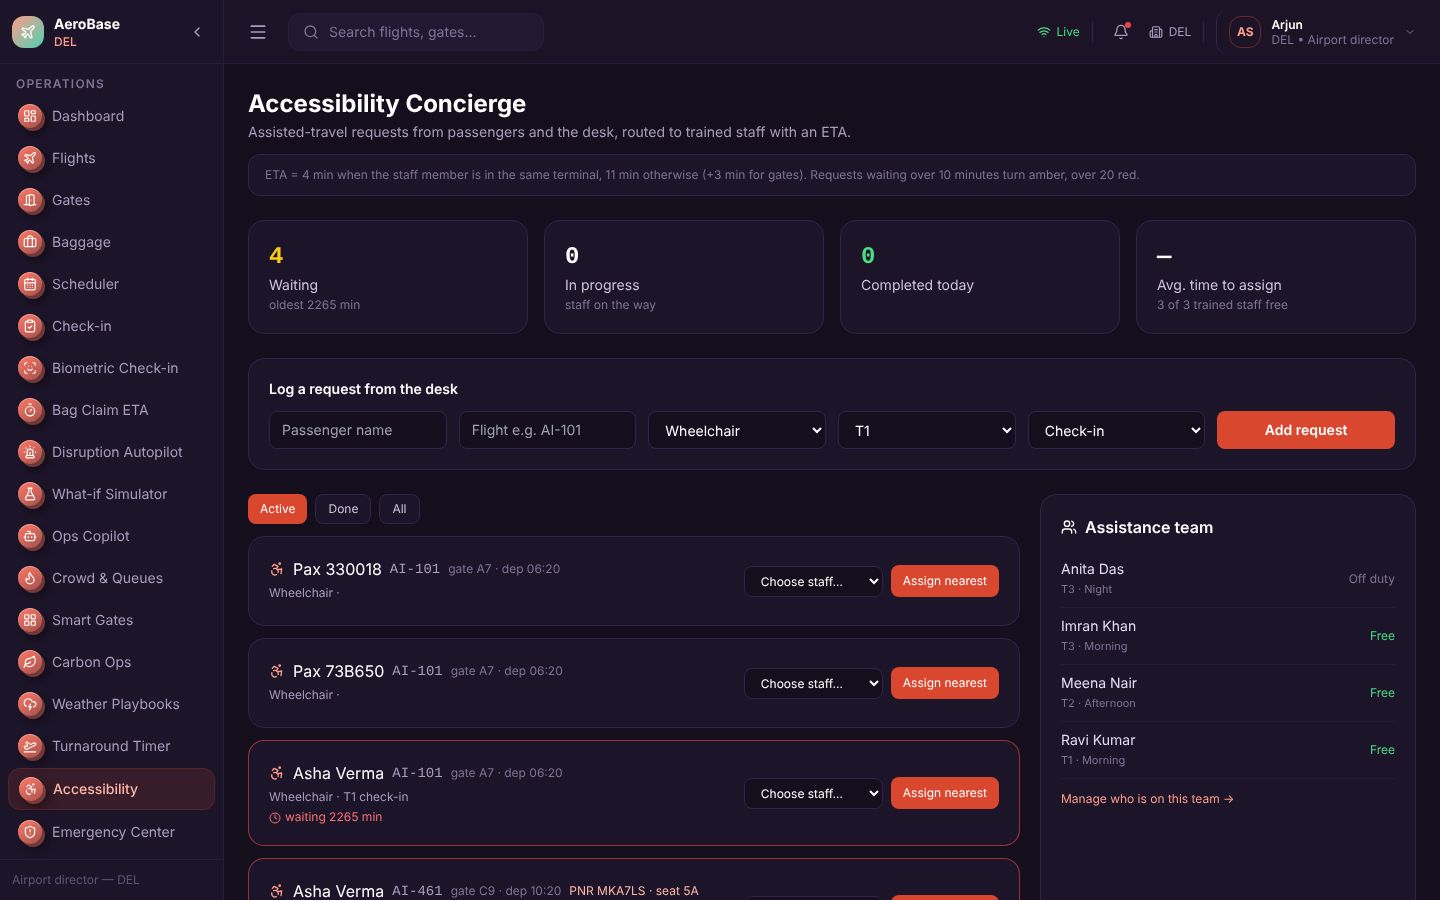 AeroBase
DEL
OPERATIONS
Dashboard
Flights
Gates
Baggage
Scheduler
Check-in
Biometric Check-in
Bag Claim ETA
Disruption Autopilot
What-if Simulator
Ops Copilot
Crowd & Queues
Smart Gates
Carbon Ops
Weather Playbooks
Turnaround Timer
Accessibility
Emergency Center
Airport director — DEL
Search flights, gates...
Live
DEL
AS
Arjun
DEL • Airport director
Accessibility Concierge
Assisted-travel requests from passengers and the desk, routed to trained staff with an ETA.
ETA = 4 min when the staff member is in the same terminal, 11 min otherwise (+3 min for gates). Requests waiting over 10 minutes turn amber, over 20 red.
4
Waiting
oldest 2265 min
0
In progress
staff on the way
0
Completed today
—
Avg. time to assign
3 of 3 trained staff free
Log a request from the desk
Passenger name
Flight e.g. AI-101
Wheelchair
T1
Check-in
Add request
Active
Done
All
Pax 330018 AI-101 gate A7 · dep 06:20
Wheelchair ·
Choose staff...
Assign nearest
Pax 73B650 AI-101 gate A7 · dep 06:20
Wheelchair ·
Choose staff...
Assign nearest
Asha Verma AI-101 gate A7 · dep 06:20
Wheelchair · T1 check-in
waiting 2265 min
Choose staff...
Assign nearest
Asha Verma AI-461 gate C9 · dep 10:20 PNR MKA7LS · seat 5A
Assistance team
Anita Das
T3 · Night
Off duty
Imran Khan
T3 · Morning
Free
Meena Nair
T2 · Afternoon
Free
Ravi Kumar
T1 · Morning
Free
Manage who is on this team →